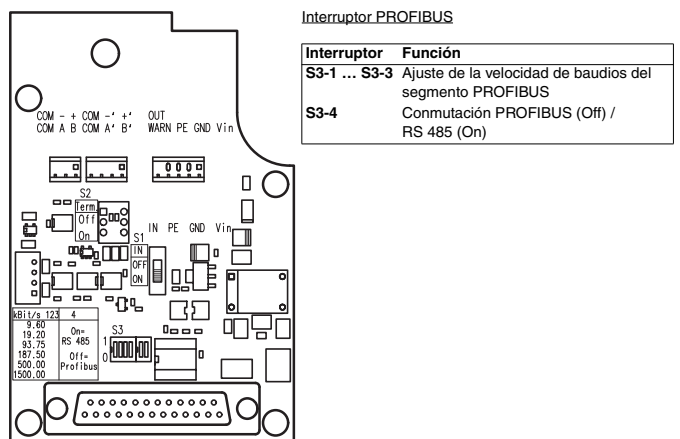 Interruptor PROFIBUS
Interruptor Función
S3-1 ... S3-3 Ajuste de la velocidad de baudios del
segmento PROFIBUS
S3-4 Conmutación PROFIBUS (Off) /
RS 485 (On)
COM - + COM -' +' OUT
COM A B COM A' B' WARN PE GND Vin
S2
Term.
Off
On
S1
IN
OFF
ON
IN PE GND Vin
kBit/s 123 4
9.60
19.20
93.75
187.50
500.00
1500.00
On=
RS 485
Off=
Profibus
S3
1
0